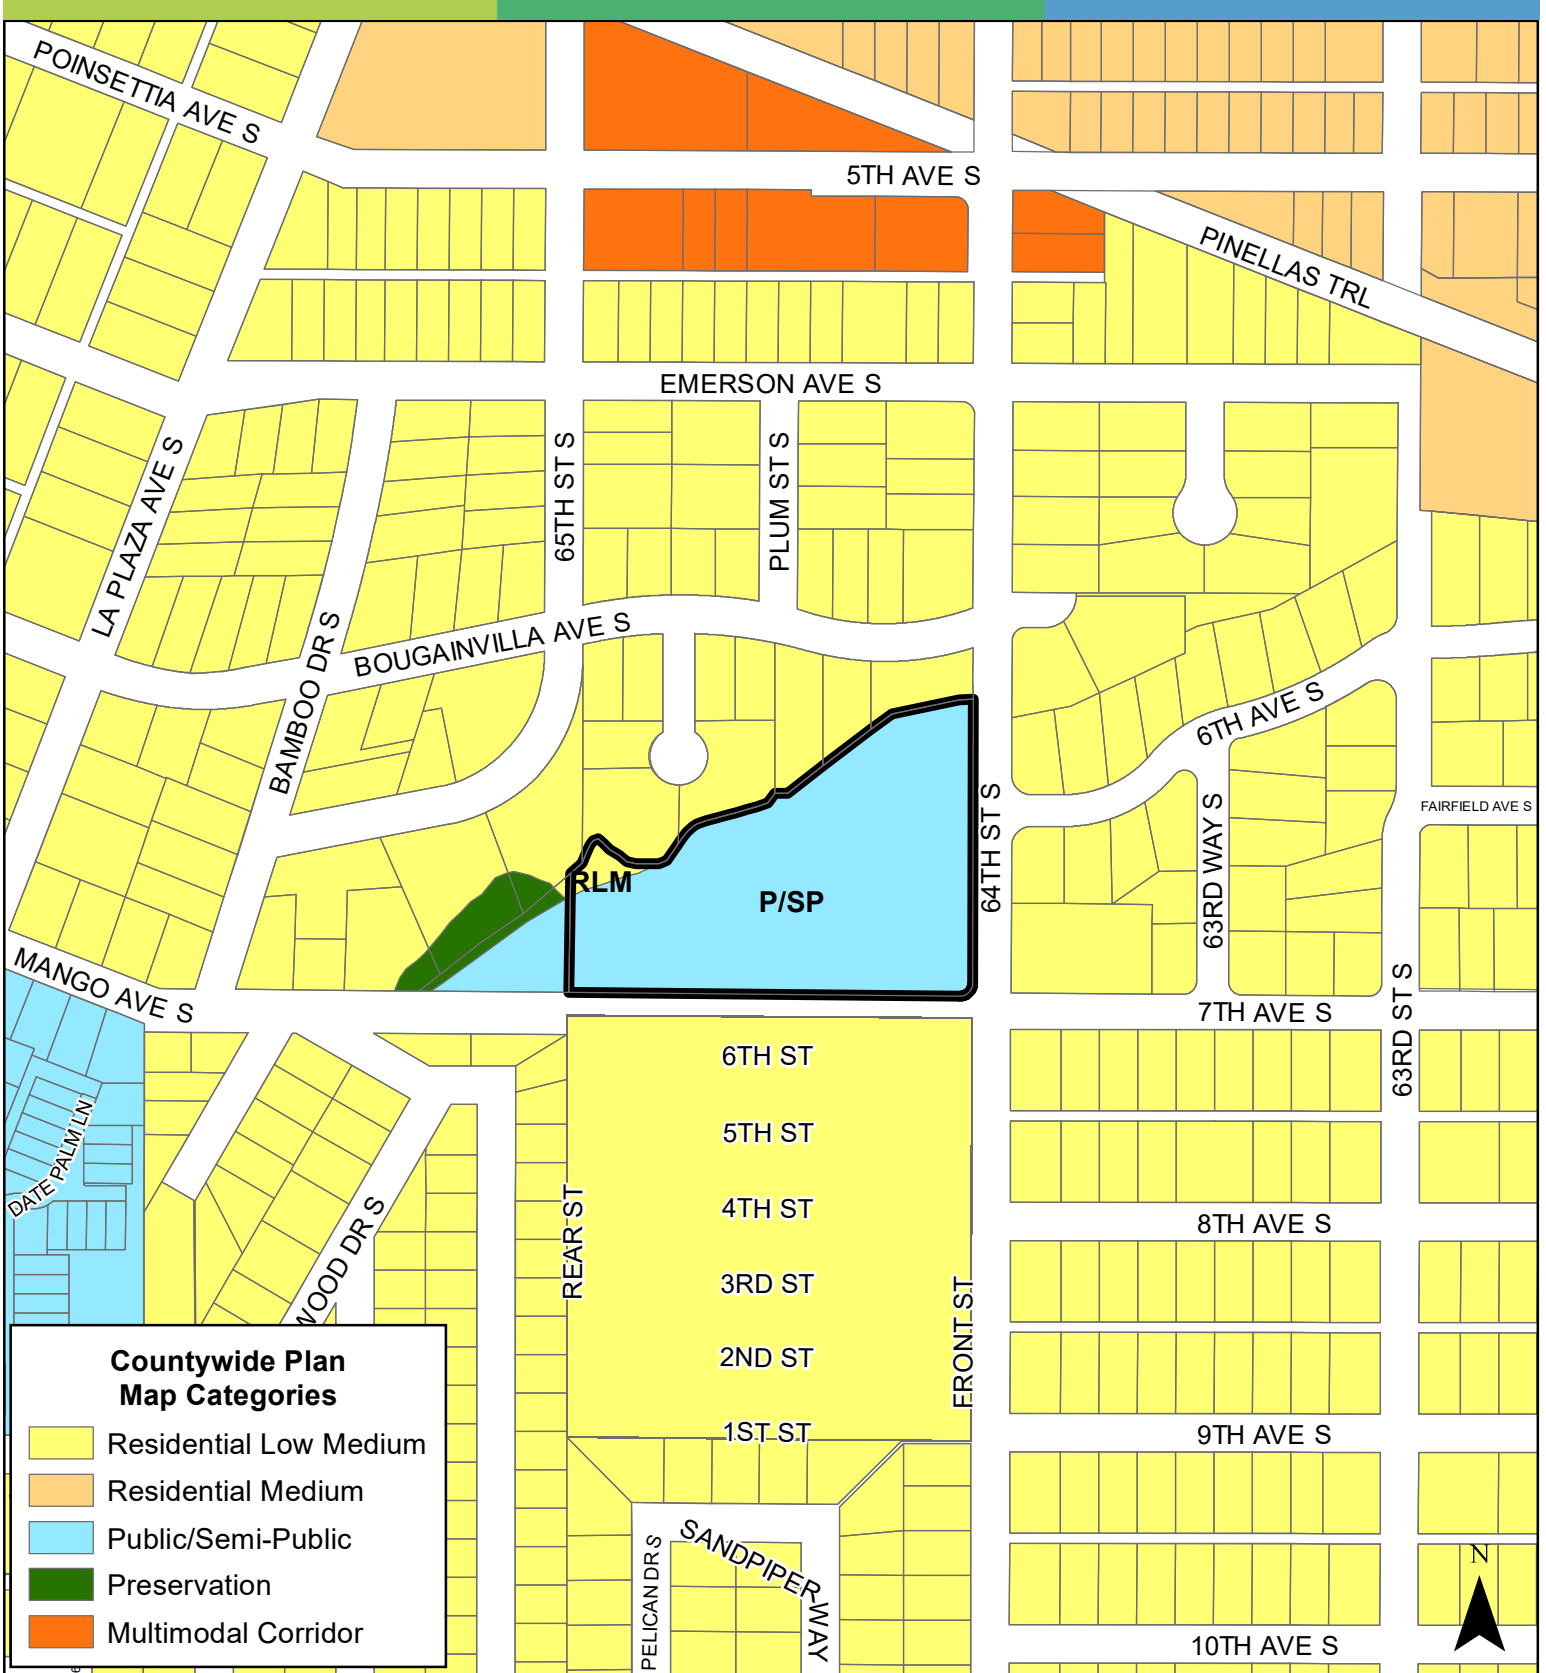 POINSETTIA AVE S
5TH AVE S
PINELLAS TRL
EMERSON AVE S
LA PLAZA AVE S
65TH ST S
PLUM ST S
BAMBOO DR S
BOUGAINVILLA AVE S
6TH AVE S
64TH ST S
63RD WAY S
FAIRFIELD AVE S
RLM
P/SP
MANGO AVE S
7TH AVE S
63RD ST S
6TH ST
DATE PALM LN
5TH ST
4TH ST
8TH AVE S
REAR ST
WOOD DR S
3RD ST
FRONT ST
2ND ST
1ST ST
9TH AVE S
Countywide Plan
Map Categories
Residential Low Medium
Residential Medium
Public/Semi-Public
Preservation
Multimodal Corridor
PELICAN DR S
SANDPIPER WAY
N
10TH AVE S